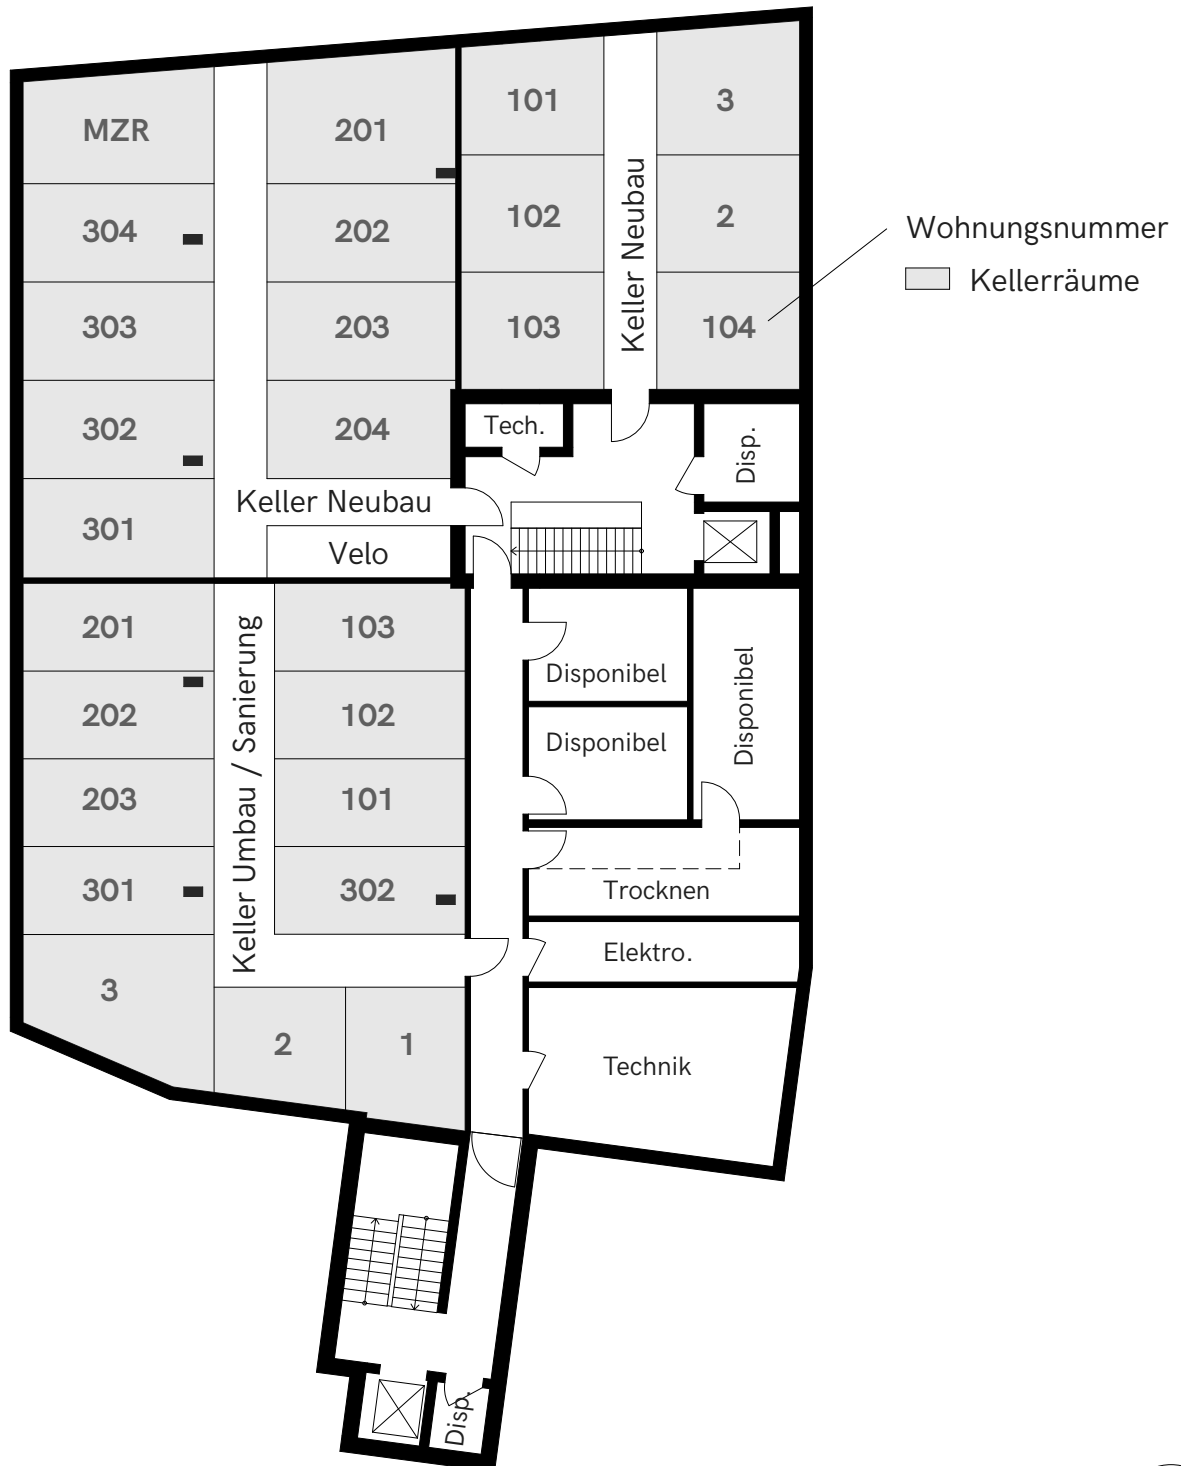 101
3
MZR
201
Keller Neubau
102
2
304
202
Wohnungsnummer
Kellerräume
303
203
103
104
302
204
Tech.
Disp.
Keller Neubau
301
Velo
201
103
Keller Umbau / Sanierung
Disponibel
Disponibel
202
102
Disponibel
203
101
301
302
Trocknen
Elektro.
3
2
1
Technik
Disp.